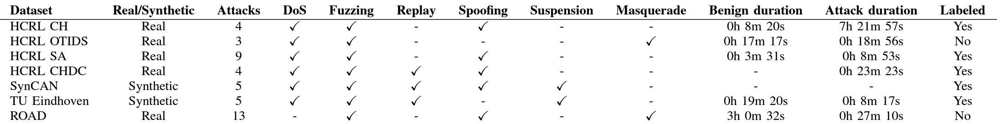 Dataset Real/Synthetic Attacks DoS Fuzzing Replay Spoofing Suspension Masquerade Benign duration Attack duration Labeled
HCRL CH Real 4 ✓ ✓ - ✓ - - 0h 8m 20s 7h 21m 57s Yes
HCRL OTIDS Real 3 ✓ ✓ - - - ✓ 0h 17m 17s 0h 18m 56s No
HCRL SA Real 9 ✓ ✓ - ✓ - - 0h 3m 31s 0h 8m 53s Yes
HCRL CHDC Real 4 ✓ ✓ ✓ ✓ - - - 0h 23m 23s Yes
SynCAN Synthetic 5 ✓ ✓ ✓ ✓ ✓ - - - Yes
TU Eindhoven Synthetic 5 ✓ ✓ ✓ - ✓ - 0h 19m 20s 0h 8m 17s Yes
ROAD Real 13 - ✓ - ✓ - ✓ 3h 0m 32s 0h 27m 10s No